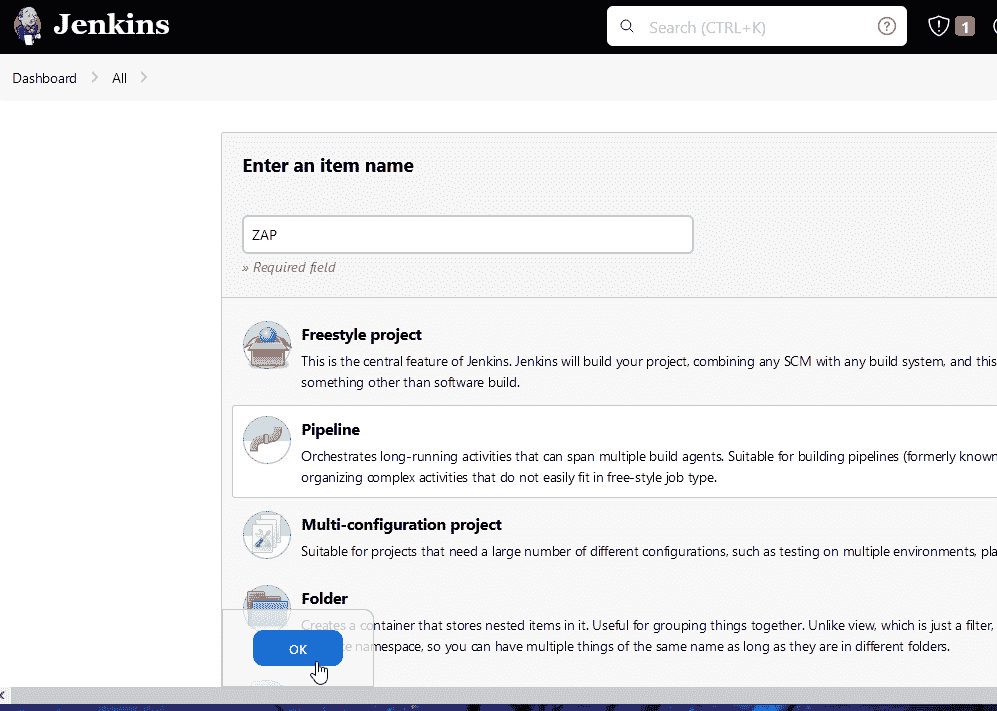 Jenkins
Search (CTRL+K)
1
Dashboard
All
Enter an item name
ZAP
» Required field
Freestyle project
This is the central feature of Jenkins. Jenkins will build your project, combining any SCM with any build system, and this
something other than software build.
Pipeline
Orchestrates long-running activities that can span multiple build agents. Suitable for building pipelines (formerly known
organizing complex activities that do not easily fit in free-style job type.
Multi-configuration project
Suitable for projects that need a large number of different configurations, such as testing on multiple environments, pla
Folder
Creates a container that stores nested items in it. Useful for grouping things together. Unlike view, which is just a filter,
namespace, so you can have multiple things of the same name as long as they are in different folders.
OK